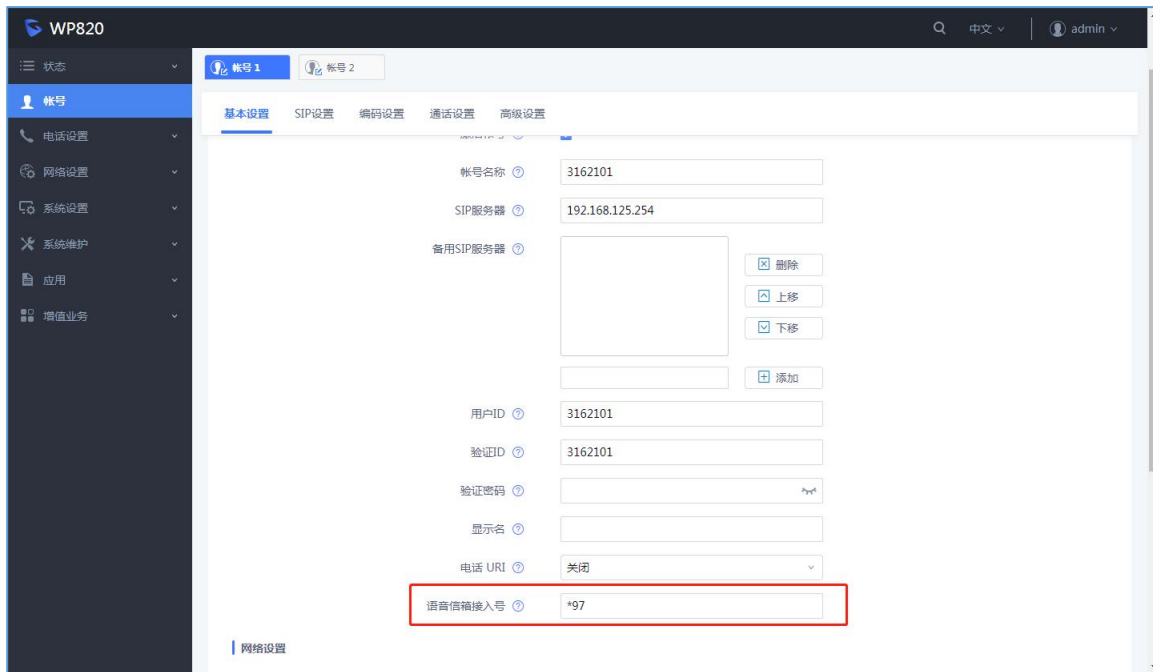 WP820
中文
admin
状态
帐号
电话设置
网络设置
系统设置
系统维护
应用
增值业务
帐号 1
帐号 2
基本设置 SIP设置 编码设置 通话设置 高级设置
帐号名称 3162101
SIP服务器 192.168.125.254
备用SIP服务器
删除
上移
下移
添加
用户ID 3162101
验证ID 3162101
验证密码
显示名
电话 URI 关闭
语音信箱接入号 *97
网络设置